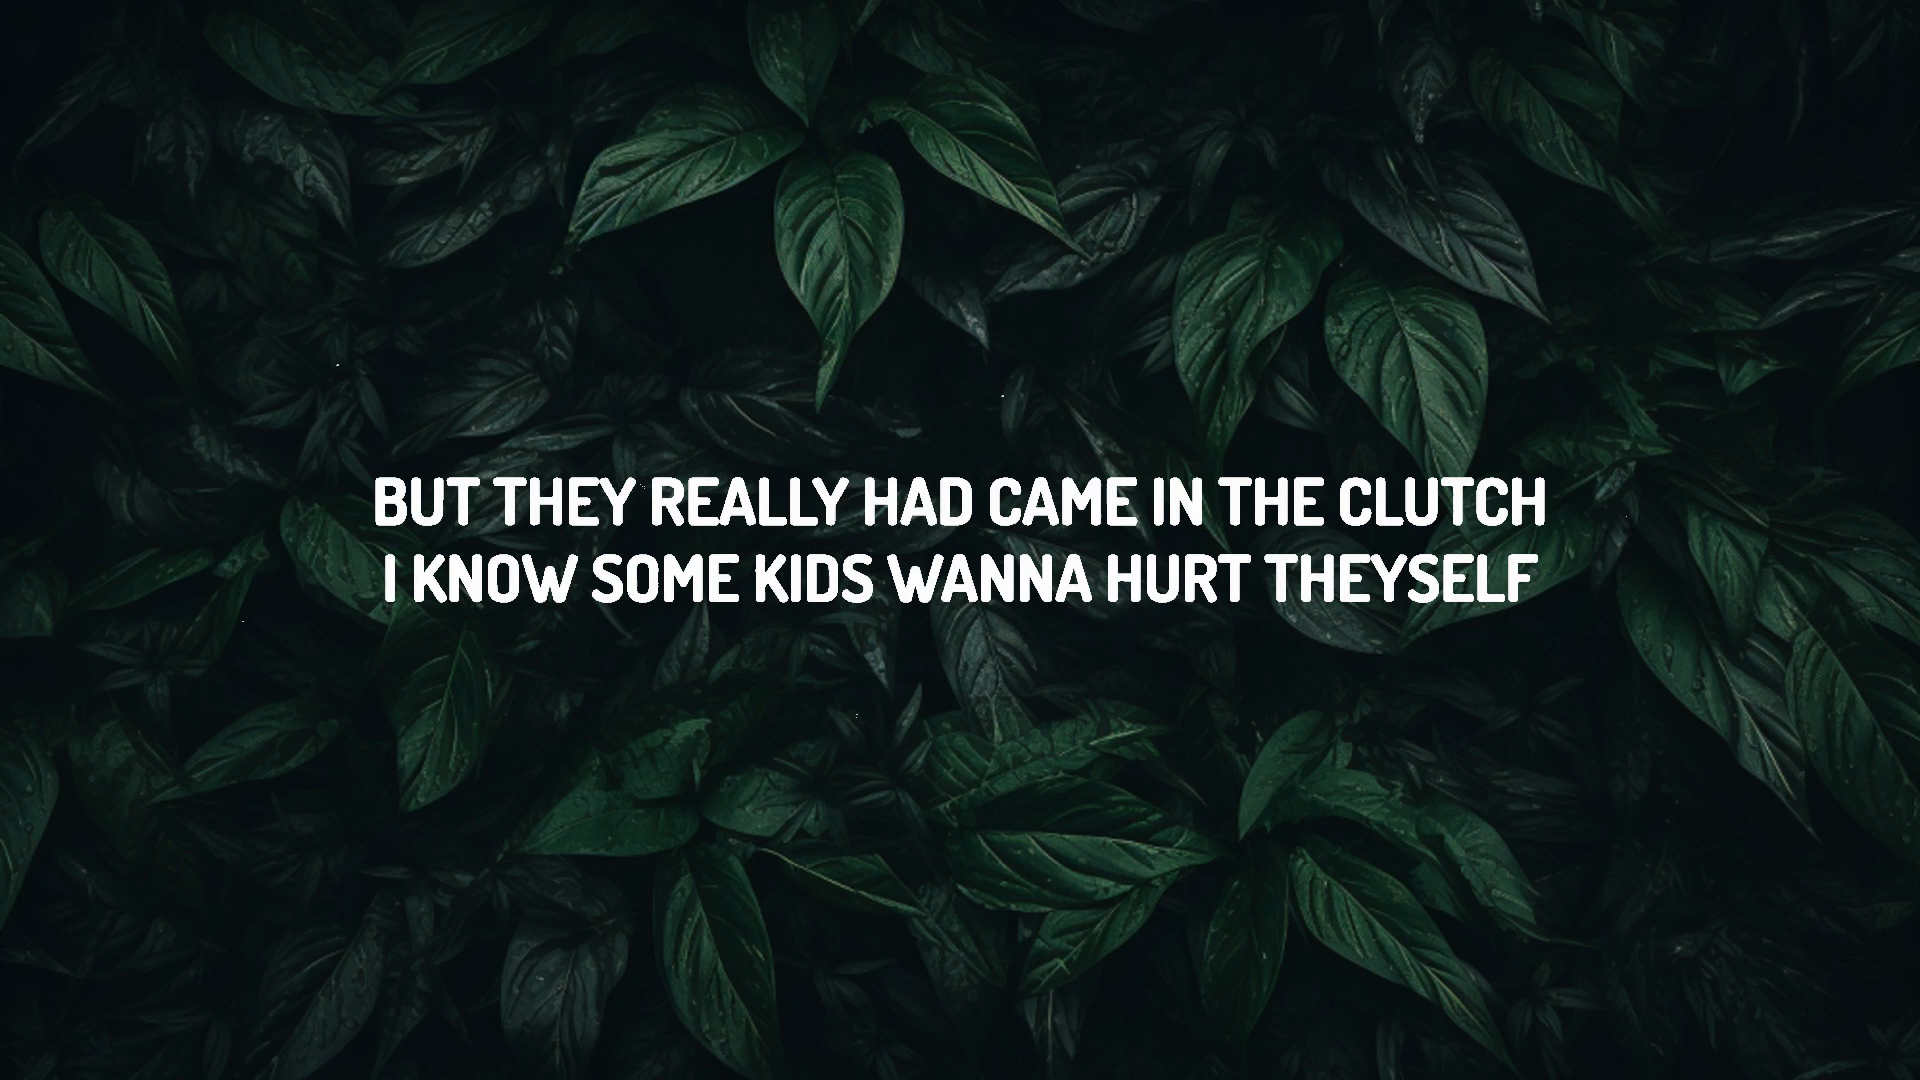 BUT THEY REALLY HAD CAME IN THE CLUTCH
I KNOW SOME KIDS WANNA HURT THEYSELF